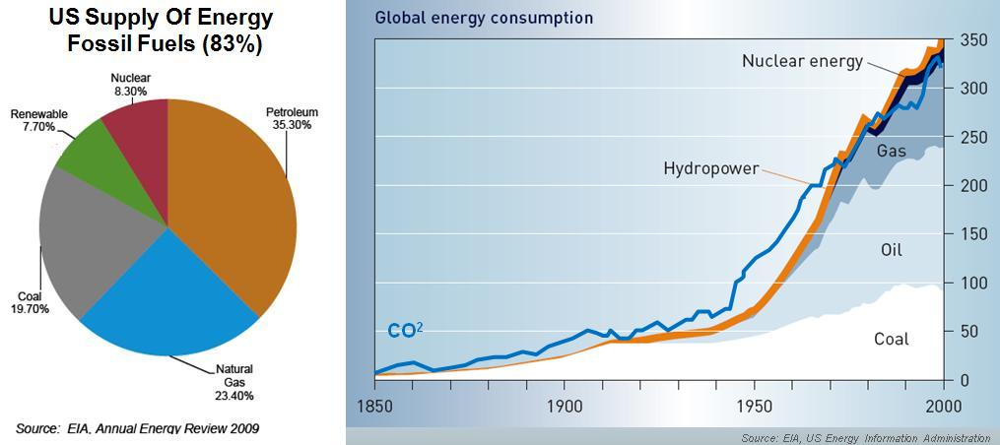 US Supply Of Energy
Fossil Fuels (83%)
Nuclear
8.30%
Renewable
7.70%
Petroleum
35.30%
Coal
19.70%
Natural
Gas
23.40%
Source: EIA, Annual Energy Review 2009
Global energy consumption
350
Nuclear energy
300
250
Gas
Hydropower
200
150
Oil
100
CO²
50
Coal
0
1850
1900
1950
2000
Source: EIA, US Energy Information Administration